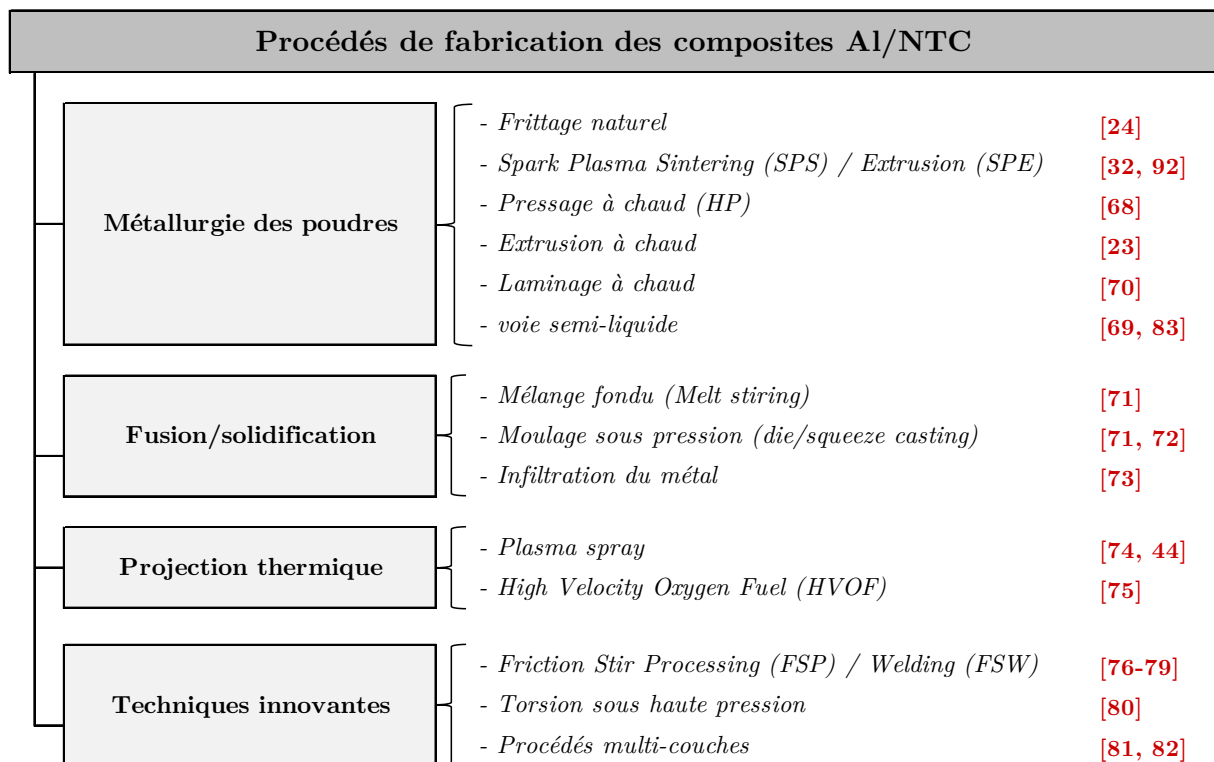 Procédés de fabrication des composites Al/NTC
Métallurgie des poudres
- Frittage naturel [24]
- Spark Plasma Sintering (SPS) / Extrusion (SPE) [32, 92]
- Pressage à chaud (HP) [68]
- Extrusion à chaud [23]
- Laminage à chaud [70]
- voie semi-liquide [69, 83]
Fusion/solidification
- Mélange fondu (Melt stiring) [71]
- Moulage sous pression (die/squeeze casting) [71, 72]
- Infiltration du métal [73]
Projection thermique
- Plasma spray [74, 44]
- High Velocity Oxygen Fuel (HVOF) [75]
Techniques innovantes
- Friction Stir Processing (FSP) / Welding (FSW) [76-79]
- Torsion sous haute pression [80]
- Procédés multi-couches [81, 82]